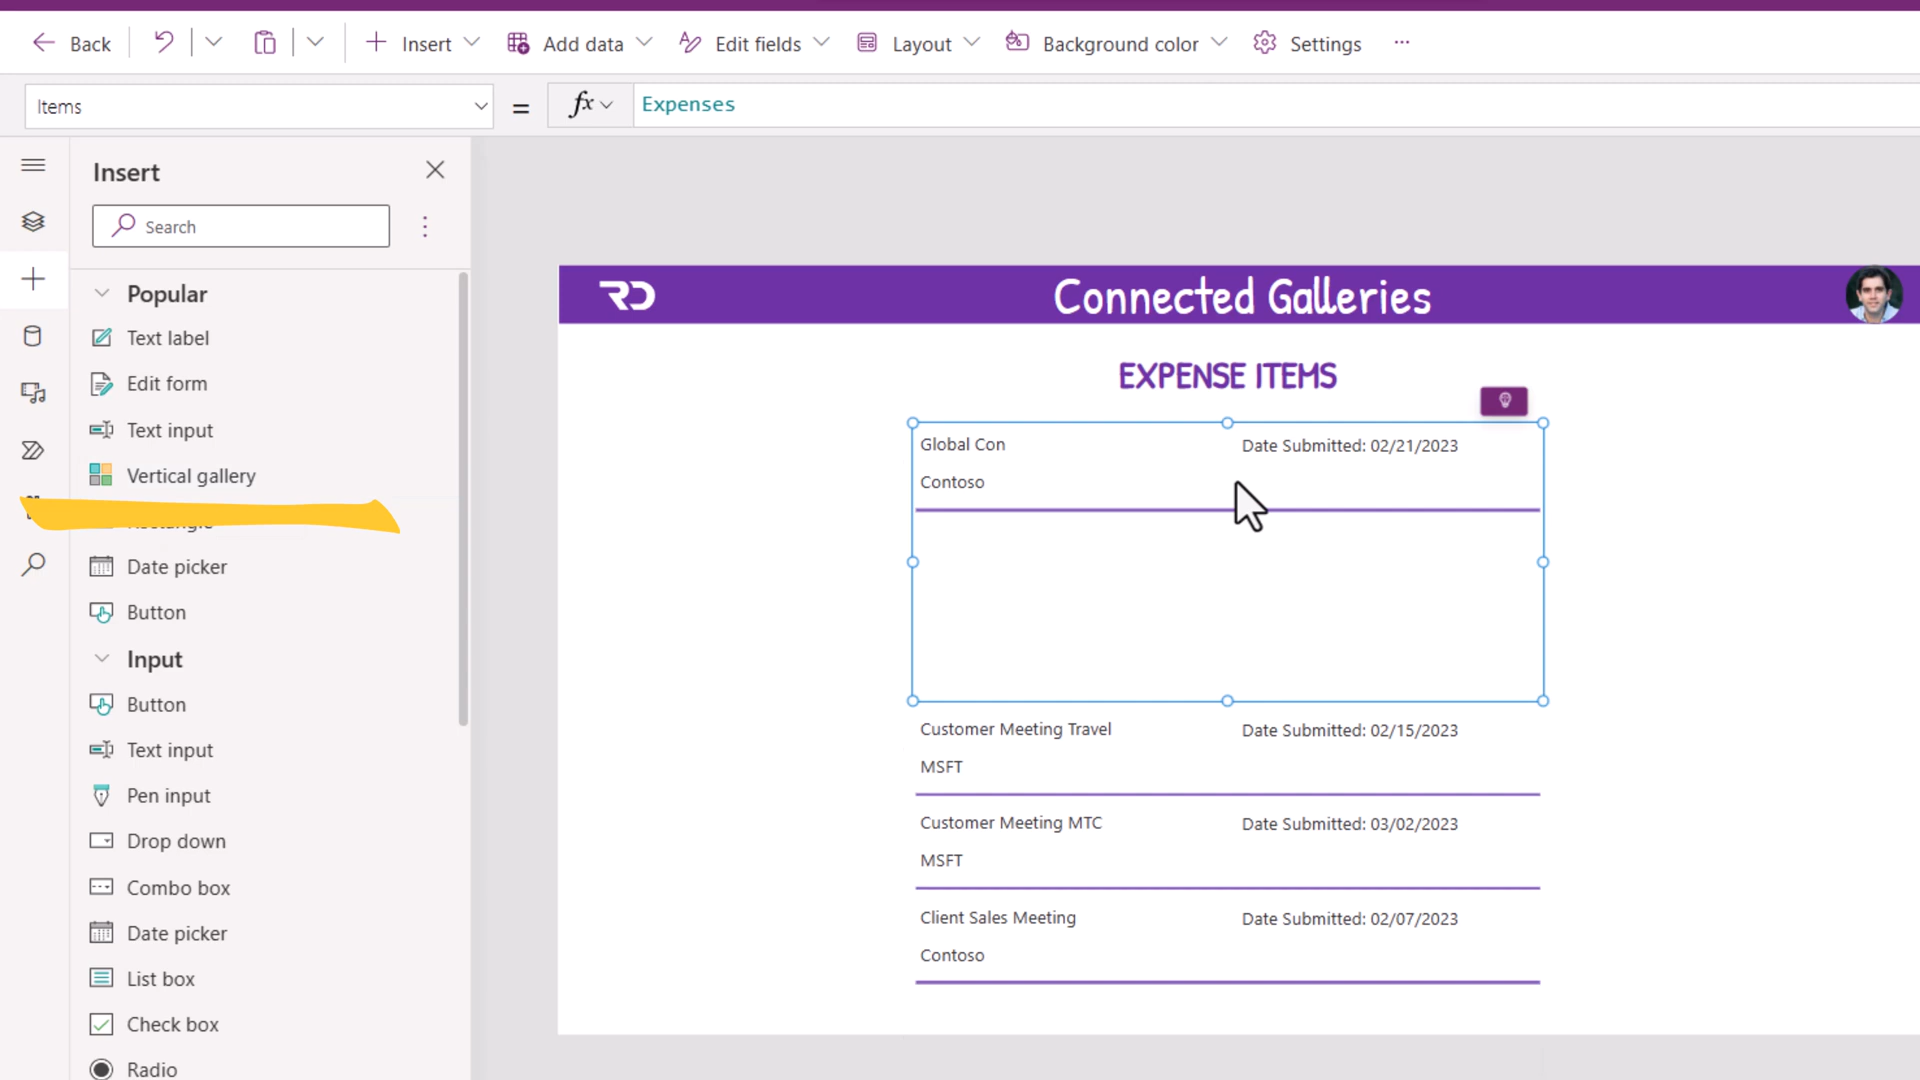 Back
Insert
Add data
Edit fields
Layout
Background color
Settings
Items
=
fx
Expenses
Insert
Search
Popular
Text label
Edit form
Text input
Vertical gallery
Date picker
Button
Input
Button
Text input
Pen input
Drop down
Combo box
Date picker
List box
Check box
Radio
RD
Connected Galleries
EXPENSE ITEMS
Global Con
Date Submitted: 02/21/2023
Contoso
Customer Meeting Travel
Date Submitted: 02/15/2023
MSFT
Customer Meeting MTC
Date Submitted: 03/02/2023
MSFT
Client Sales Meeting
Date Submitted: 02/07/2023
Contoso